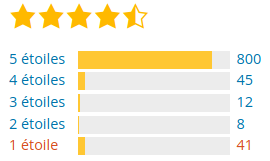 5 étoiles 800
4 étoiles 45
3 étoiles 12
2 étoiles 8
1 étoile 41